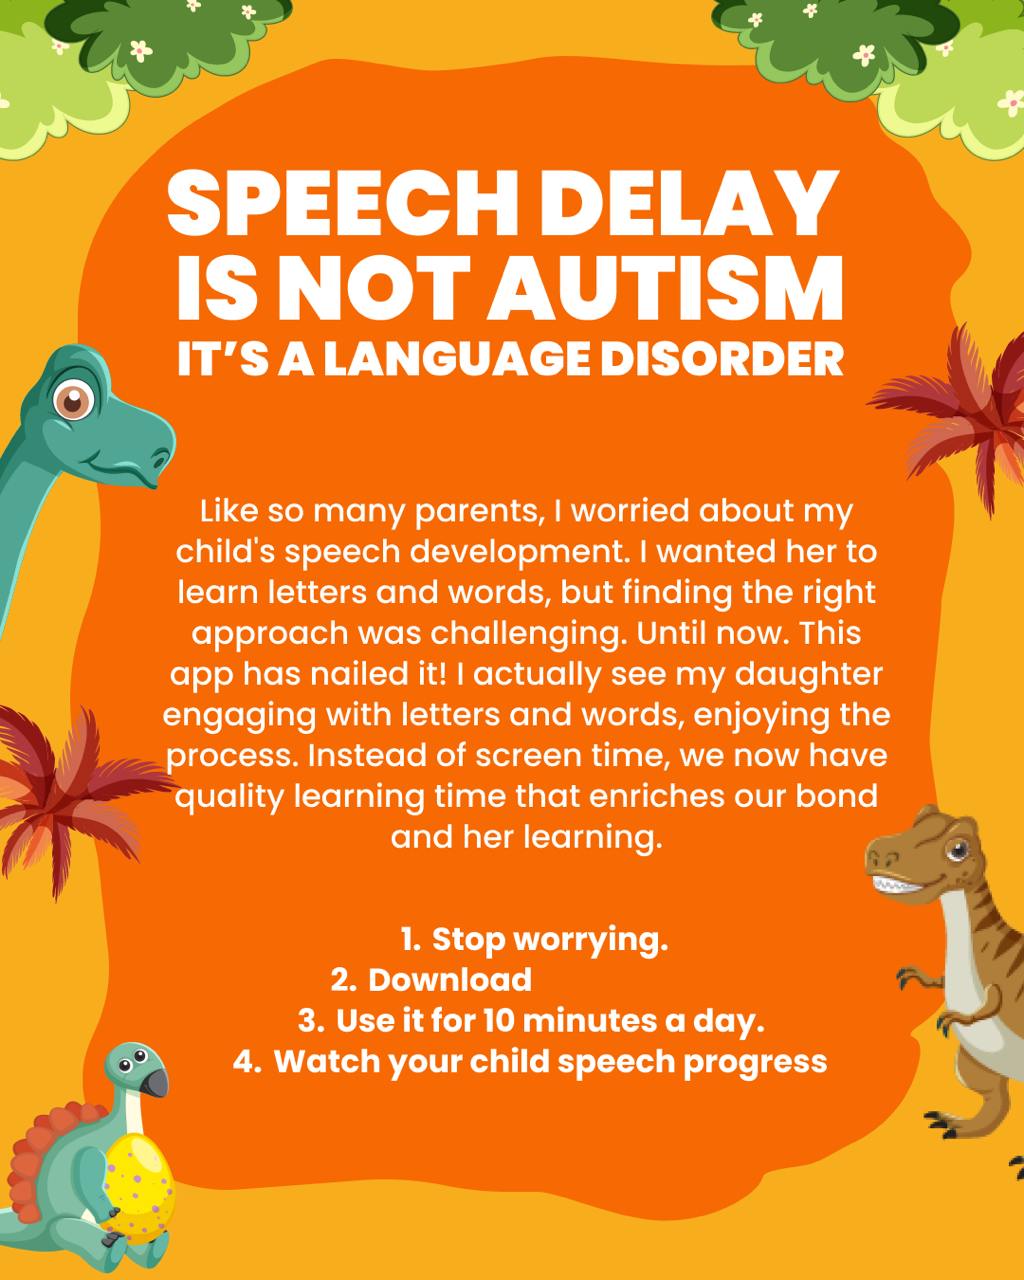 SPEECH DELAY
IS NOT AUTISM
IT'S A LANGUAGE DISORDER
Like so many parents, I worried about my
child's speech development. I wanted her to
learn letters and words, but finding the right
approach was challenging. Until now. This
app has nailed it! I actually see my daughter
engaging with letters and words, enjoying the
process. Instead of screen time, we now have
quality learning time that enriches our bond
and her learning.
1. Stop worrying.
2. Download
3. Use it for 10 minutes a day.
4. Watch your child speech progress